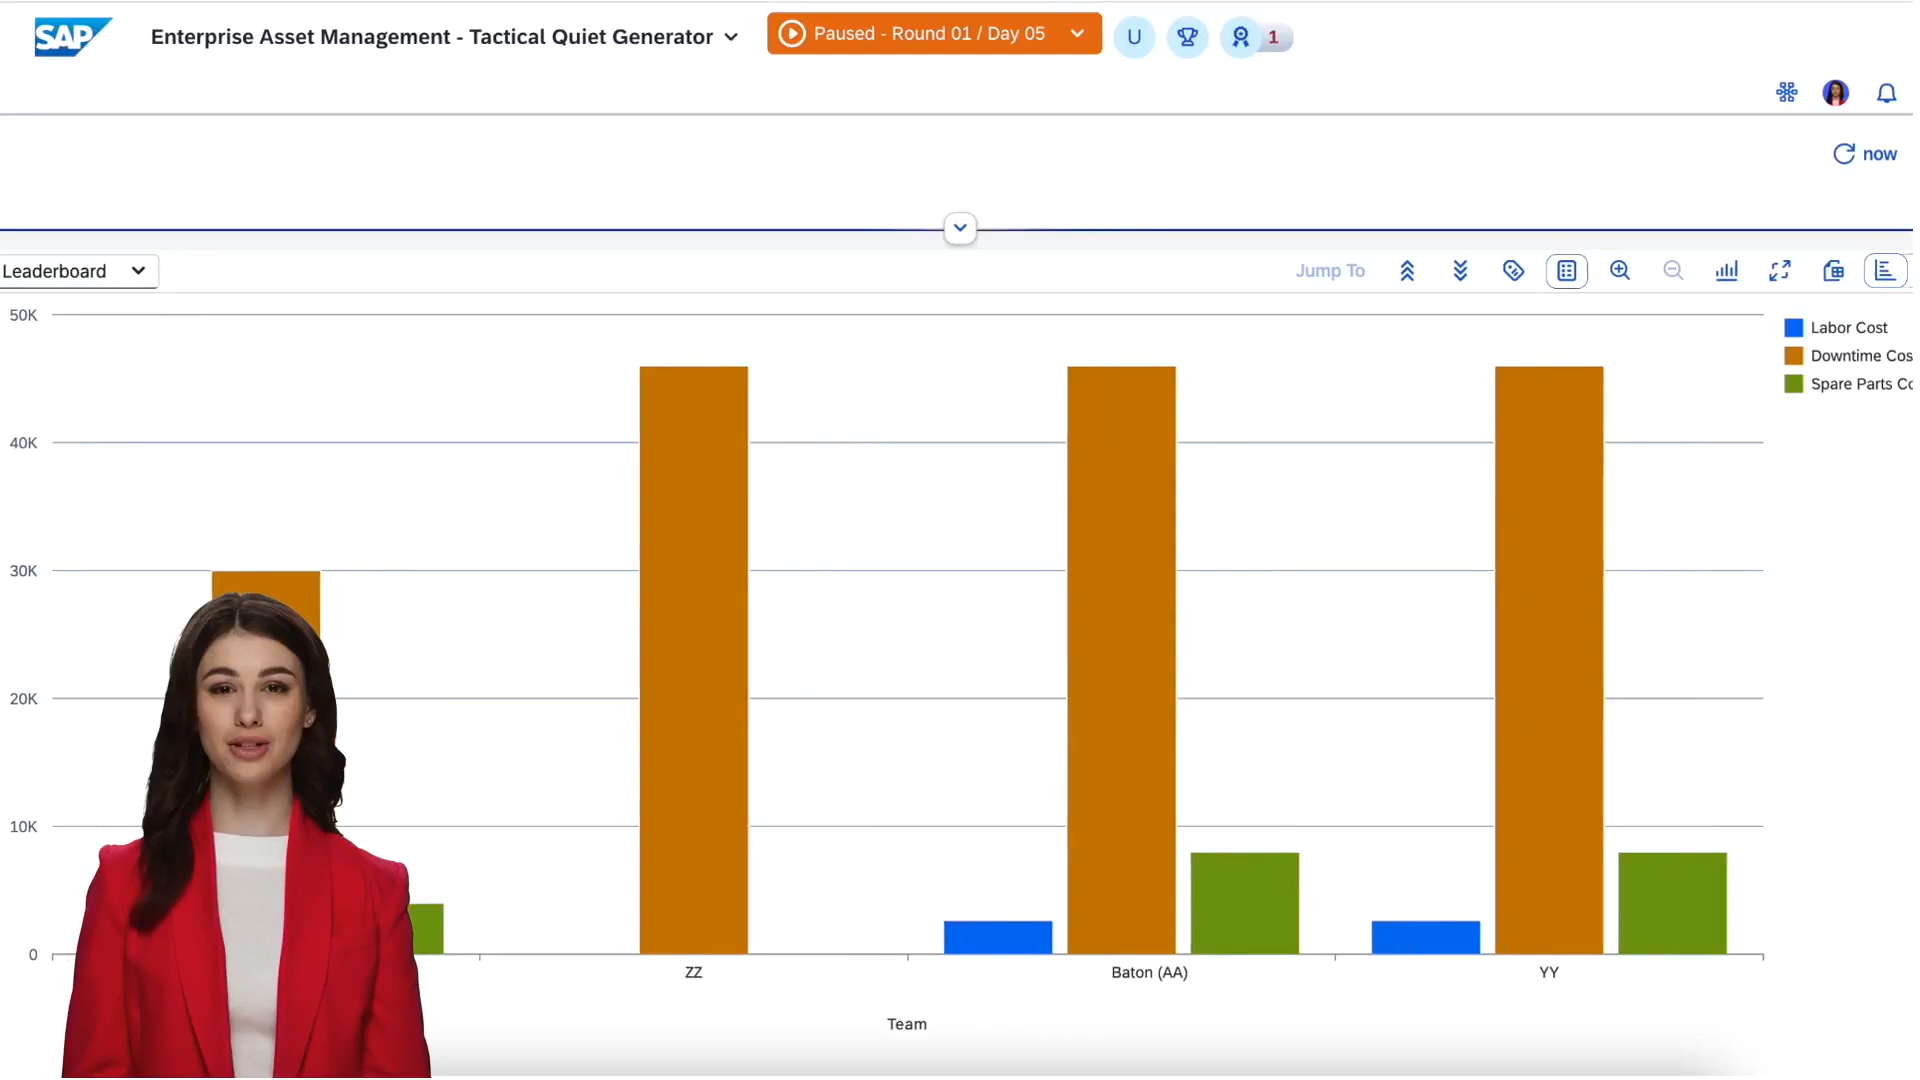 SAP
Enterprise Asset Management - Tactical Quiet Generator
Paused - Round 01 / Day 05
U
1
now
Leaderboard
Jump To
50K
40K
30K
20K
10K
0
Labor Cost
Downtime Cos
Spare Parts Co
ZZ
Baton (AA)
YY
Team